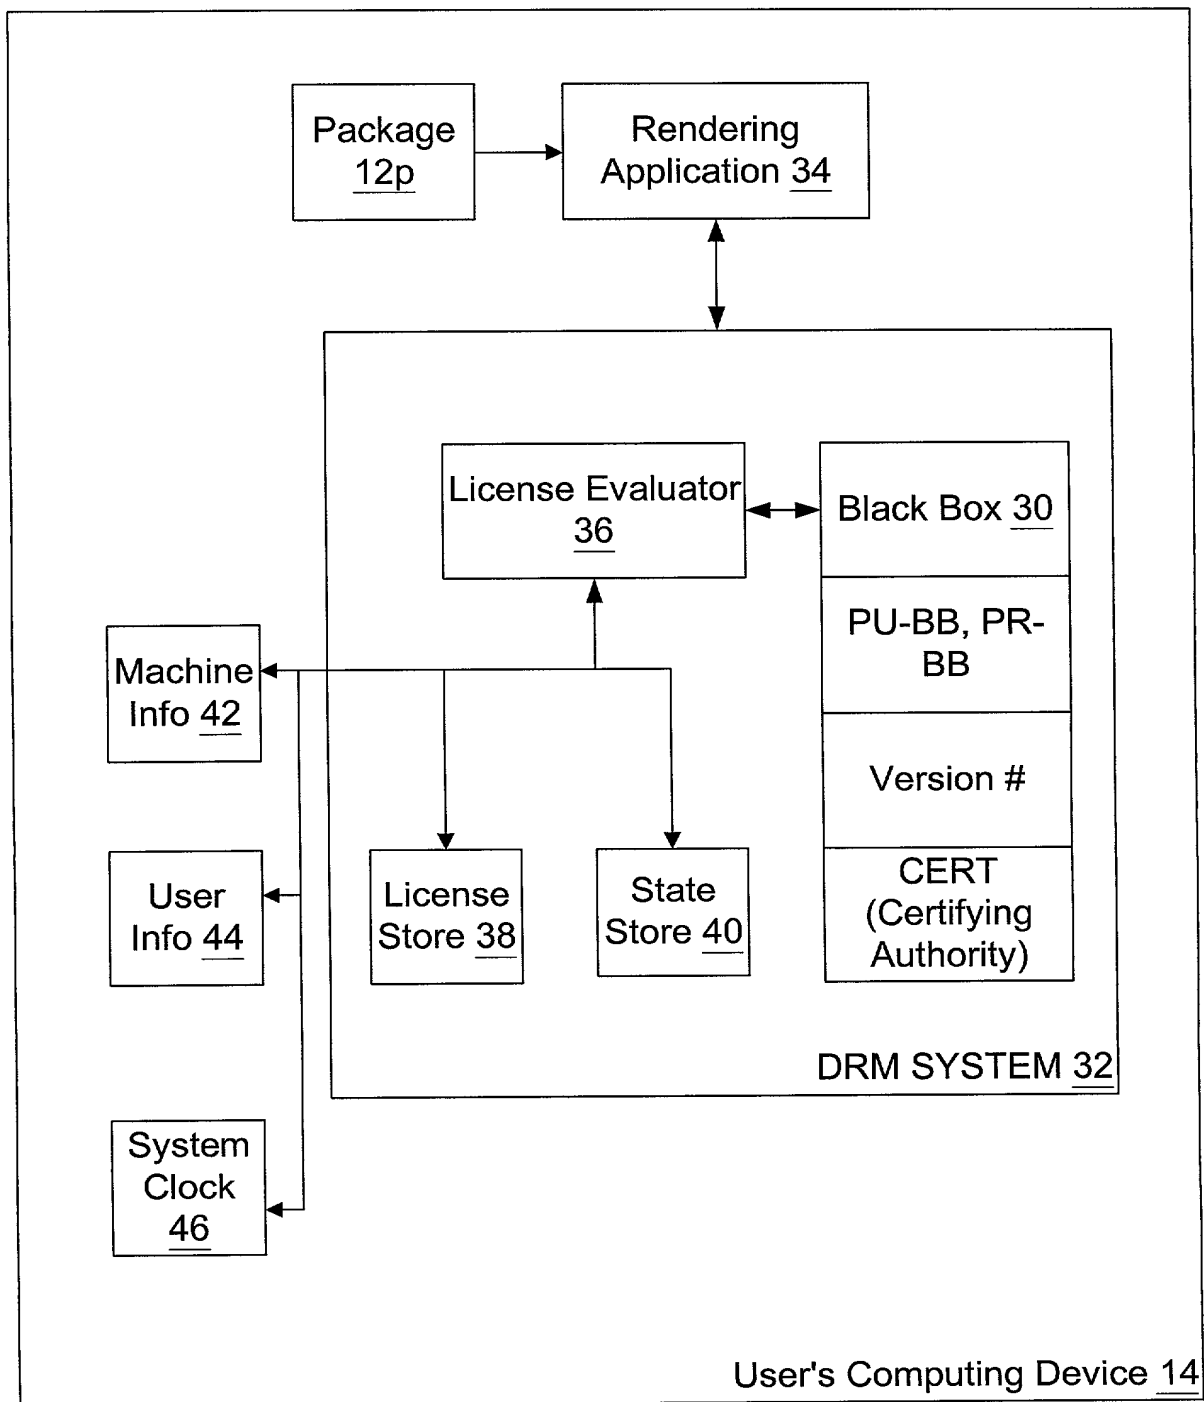 Package
12p
Rendering
Application 34
License Evaluator
36
Black Box 30
PU-BB, PR-
BB
Machine
Info 42
Version #
User
Info 44
License
Store 38
State
Store 40
CERT
(Certifying
Authority)
DRM SYSTEM 32
System
Clock
46
User's Computing Device 14